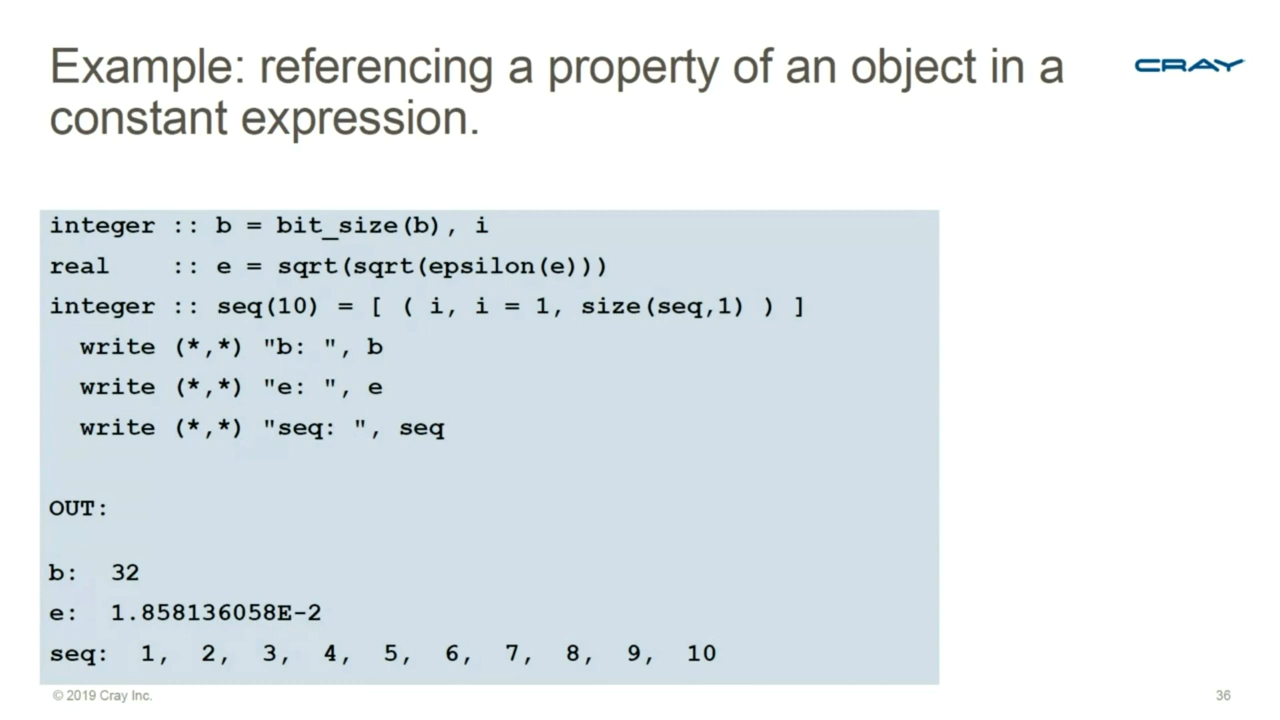 Example: referencing a property of an object in a
constant expression.
CRAY
integer :: b = bit_size(b), i
real    :: e = sqrt(sqrt(epsilon(e)))
integer :: seq(10) = [ ( i, i = 1, size(seq,1) ) ]
  write (*,*) "b: ", b
  write (*,*) "e: ", e
  write (*,*) "seq: ", seq
OUT:
b:  32
e:  1.858136058E-2
seq:  1,  2,  3,  4,  5,  6,  7,  8,  9,  10
© 2019 Cray Inc.
36